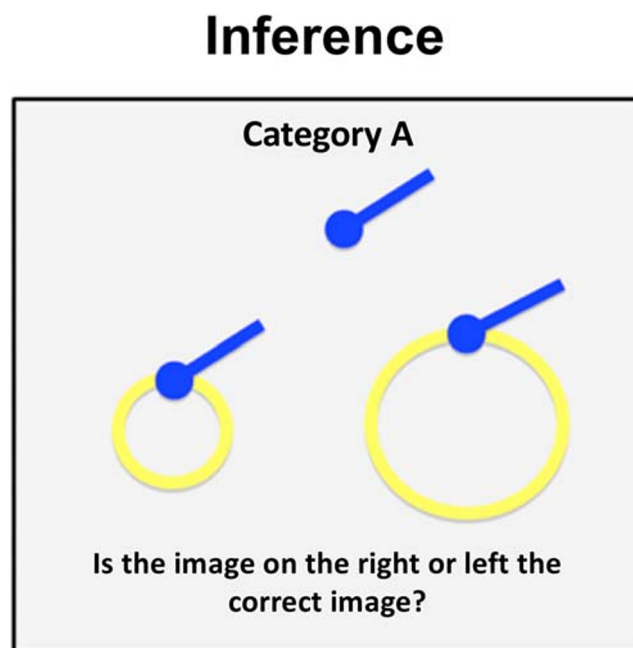 Inference
Category A
Is the image on the right or left the
correct image?